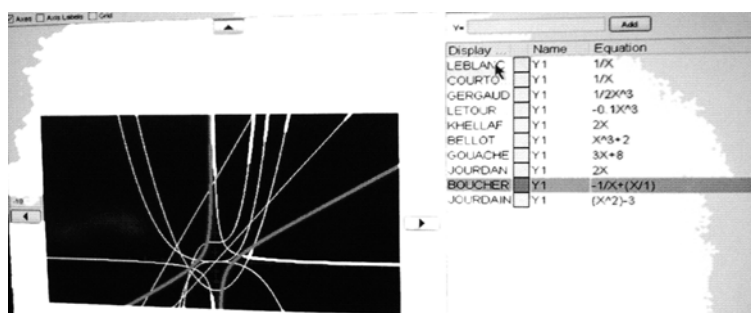 Axes Axis Labels Grid
Y= Add
Display ... Name Equation
LEBLANC Y1 1/X
COURTO Y1 1/X
GERGAUD Y1 1/2X^3
LETOUR Y1 -0.1X^3
KHELLAF Y1 2X
BELLOT Y1 X^3+2
GOUACHE Y1 3X+8
JOURDAN Y1 2X
BOUCHER Y1 -1/X+(X/1)
JOURDAIN Y1 (X^2)-3
-10